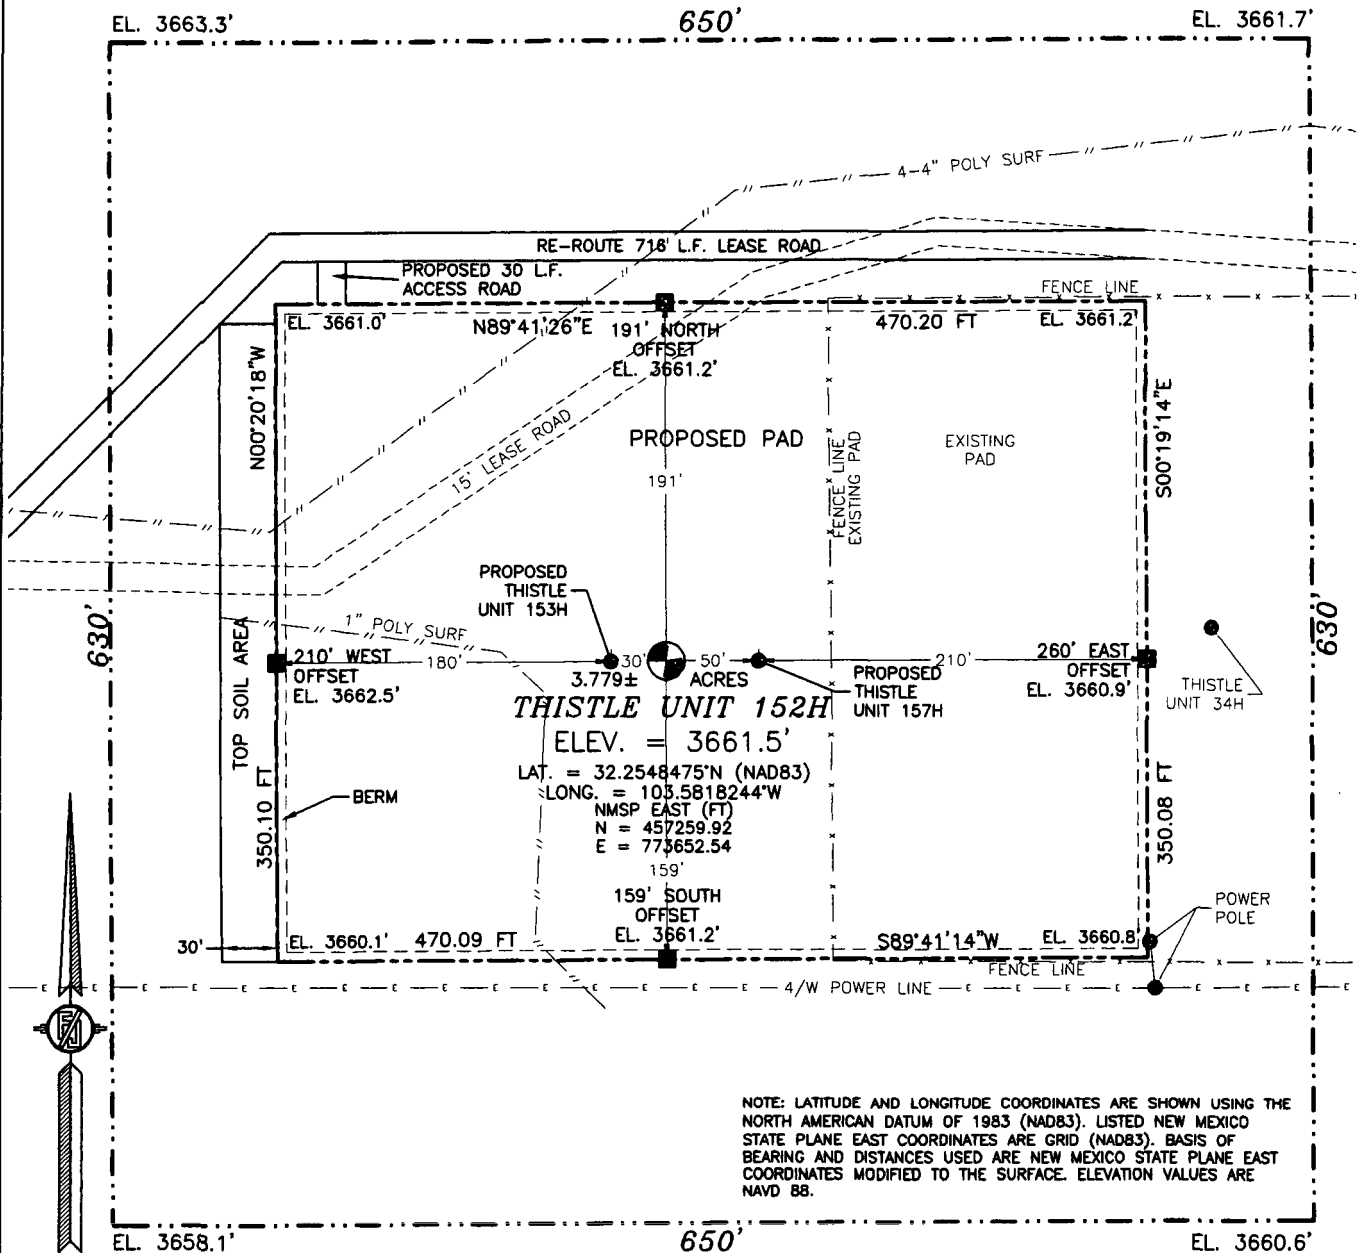 EL. 3663.3'
650'
EL. 3661.7'
4-4" POLY SURF
RE-ROUTE 716' L.F. LEASE ROAD
PROPOSED 30 L.F.
ACCESS ROAD
FENCE LINE
EL. 3661.0'
N89°41'26"E
191' NORTH
OFFSET
EL. 3661.2'
470.20 FT
EL. 3661.2'
N00°20'18"W
S00°19'14"E
15' LEASE ROAD
PROPOSED PAD
191'
FENCE LINE
EXISTING PAD
EXISTING
PAD
PROPOSED
THISTLE
UNIT 153H
1" POLY SURF
630'
630'
TOP SOIL AREA
210' WEST
OFFSET
EL. 3662.5'
180'
30'
50'
210'
260' EAST
OFFSET
EL. 3660.9'
3.779±
ACRES
PROPOSED
THISTLE
UNIT 157H
THISTLE
UNIT 34H
THISTLE UNIT 152H
ELEV. = 3661.5'
LAT. = 32.2548475°N (NAD83)
LONG. = 103.5818244°W
NMSP EAST (FT)
N = 457259.92
E = 773652.54
BERM
350.10 FT
350.08 FT
159'
159' SOUTH
OFFSET
EL. 3661.2'
POWER
POLE
30'
EL. 3660.1'
470.09 FT
S89°41'14"W
EL. 3660.8'
FENCE LINE
4/W POWER LINE
NOTE: LATITUDE AND LONGITUDE COORDINATES ARE SHOWN USING THE
NORTH AMERICAN DATUM OF 1983 (NAD83). LISTED NEW MEXICO
STATE PLANE EAST COORDINATES ARE GRID (NAD83). BASIS OF
BEARING AND DISTANCES USED ARE NEW MEXICO STATE PLANE EAST
COORDINATES MODIFIED TO THE SURFACE. ELEVATION VALUES ARE
NAVD 88.
EL. 3658.1'
650'
EL. 3660.6'